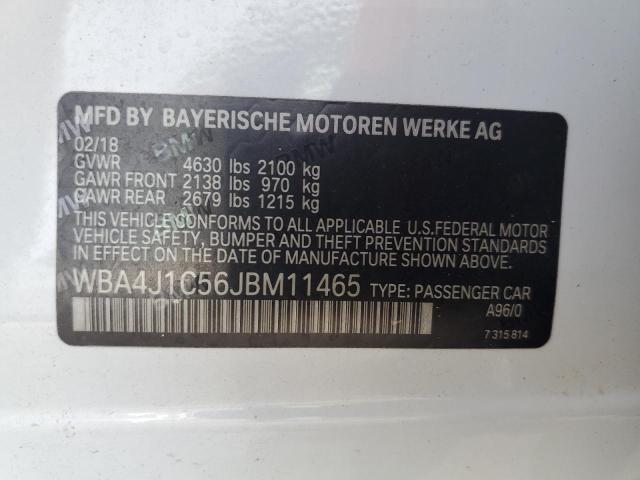 MFD BY BAYERISCHE MOTOREN WERKE AG
02/18
GVWR 4630 lbs 2100 kg
GAWR FRONT 2138 lbs 970 kg
GAWR REAR 2679 lbs 1215 kg
THIS VEHICLE CONFORMS TO ALL APPLICABLE U.S.FEDERAL MOTOR
VEHICLE SAFETY, BUMPER AND THEFT PREVENTION STANDARDS IN
EFFECT ON THE DATE OF MANUFACTURE SHOWN ABOVE.
WBA4J1C56JBM11465 TYPE: PASSENGER CAR
A96/0
7 315 814